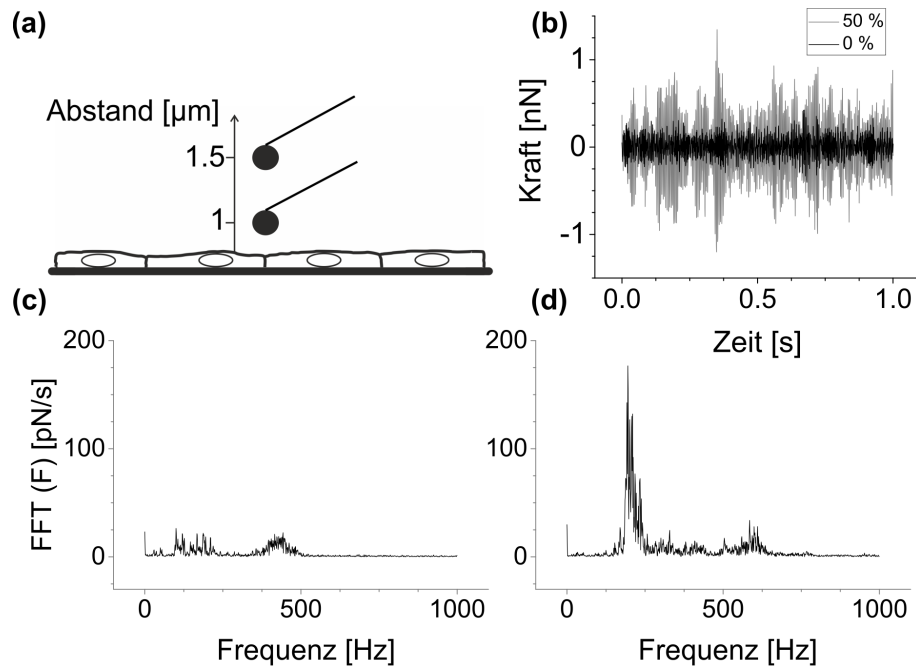 (a)
Abstand [µm]
1.5
1
(b)
50 %
0 %
1
0
-1
Kraft [nN]
0.0
0.5
1.0
Zeit [s]
(c)
200
100
0
FFT (F) [pN/s]
0
500
1000
Frequenz [Hz]
(d)
200
100
0
0
500
1000
Frequenz [Hz]